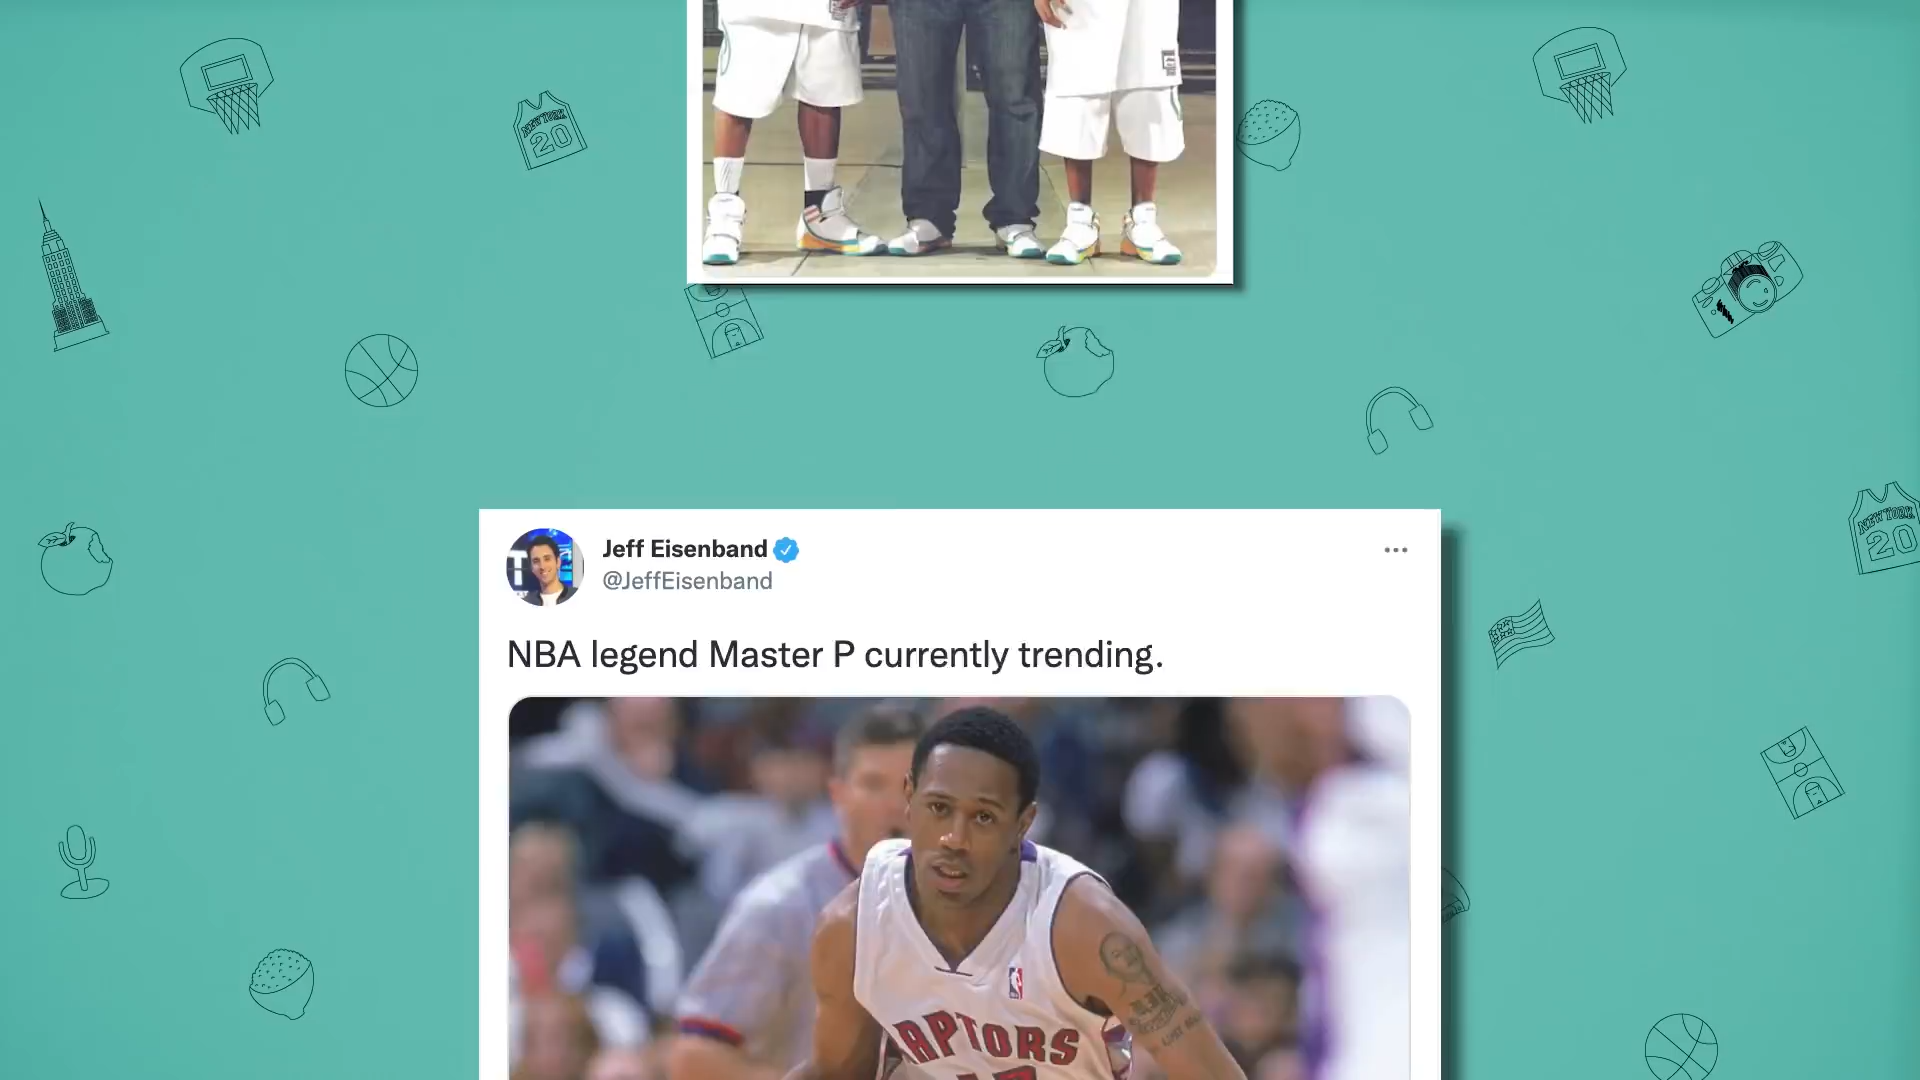 NEW YORK
20
Jeff Eisenband
@JeffEisenband
NEW YORK
20
NBA legend Master P currently trending.
RAPTORS